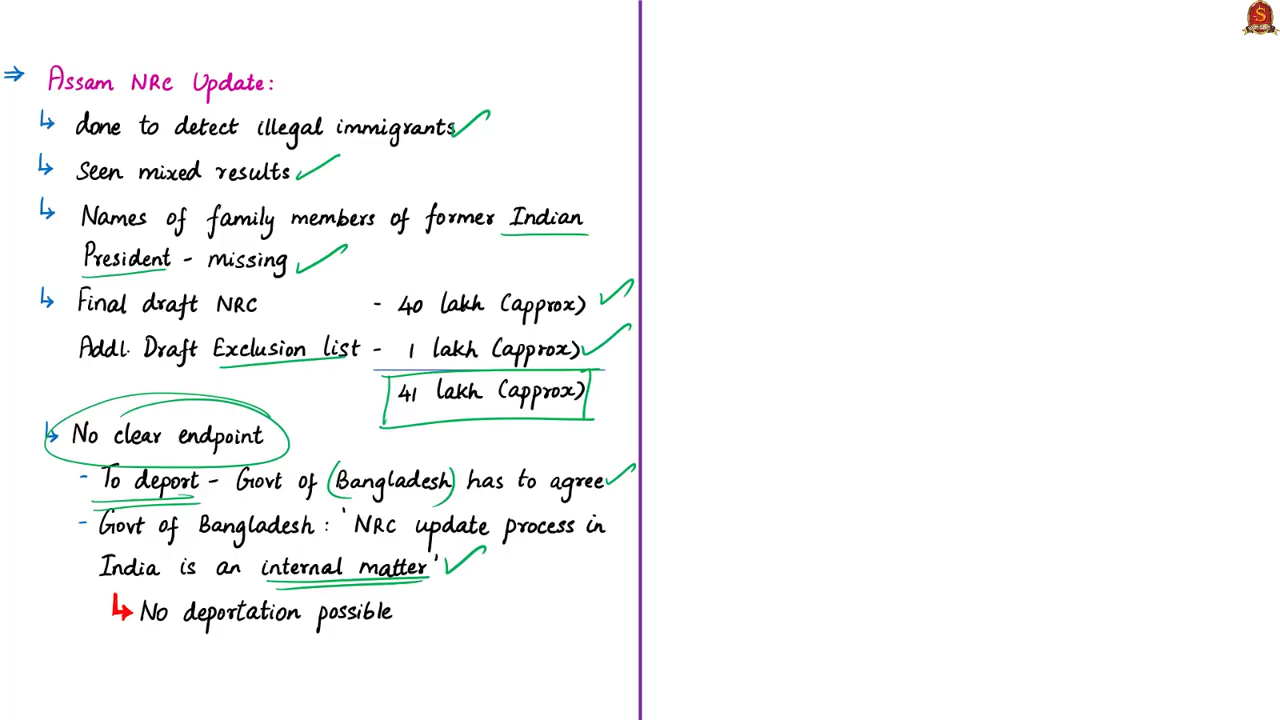 ⇒ Assam NRC Update:
↳ done to detect illegal immigrants ✓
↳ Seen mixed results ✓
↳ Names of family members of former Indian
President - missing ✓
↳ Final draft NRC - 40 lakh (approx) ✓
Addl. Draft Exclusion list - 1 lakh (approx) ✓
41 lakh (approx)
↳ No clear endpoint
- To deport - Govt of (Bangladesh) has to agree ✓
- Govt of Bangladesh: 'NRC update process in
India is an internal matter' ✓
↳ No deportation possible